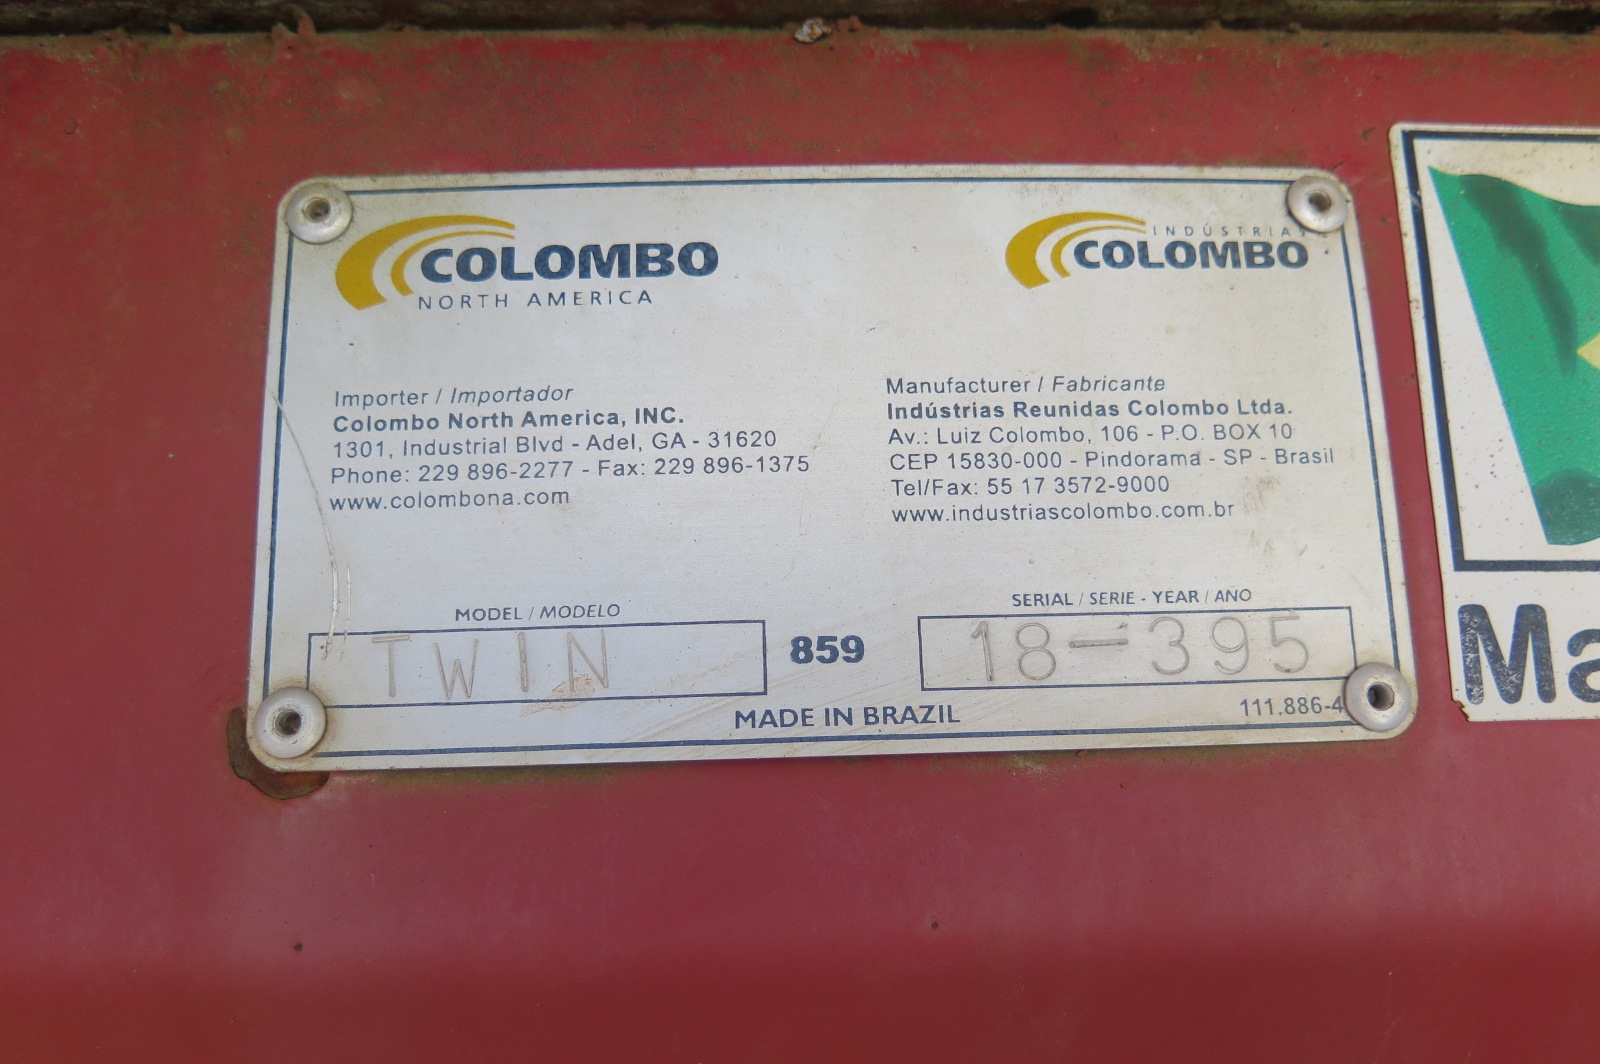 COLOMBO
NORTH AMERICA
INDÚSTRIAS
COLOMBO
Importer / Importador
Colombo North America, INC.
1301, Industrial Blvd - Adel, GA - 31620
Phone: 229 896-2277 - Fax: 229 896-1375
www.colombona.com
Manufacturer / Fabricante
Indústrias Reunidas Colombo Ltda.
Av.: Luiz Colombo, 106 - P.O. BOX 10
CEP 15830-000 - Pindorama - SP - Brasil
Tel/Fax: 55 17 3572-9000
www.industriascolombo.com.br
MODEL / MODELO
TWIN
859
SERIAL / SERIE - YEAR / AÑO
18-395
MADE IN BRAZIL
111.886-4
Ma